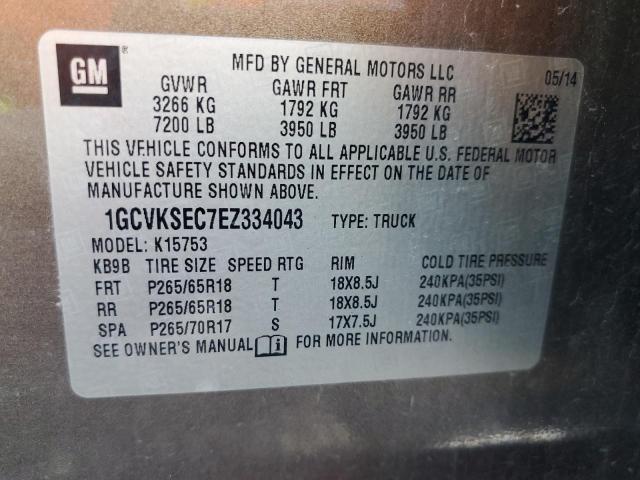 GM ®
MFD BY GENERAL MOTORS LLC 05/14
GVWR GAWR FRT GAWR RR
3266 KG 1792 KG 1792 KG
7200 LB 3950 LB 3950 LB
THIS VEHICLE CONFORMS TO ALL APPLICABLE U.S. FEDERAL MOTOR
VEHICLE SAFETY STANDARDS IN EFFECT ON THE DATE OF
MANUFACTURE SHOWN ABOVE.
1GCVKSEC7EZ334043 TYPE: TRUCK
MODEL: K15753
KB9B TIRE SIZE SPEED RTG RIM COLD TIRE PRESSURE
FRT P265/65R18 T 18X8.5J 240KPA(35PSI)
RR P265/65R18 T 18X8.5J 240KPA(35PSI)
SPA P265/70R17 S 17X7.5J 240KPA(35PSI)
SEE OWNER'S MANUAL i FOR MORE INFORMATION.